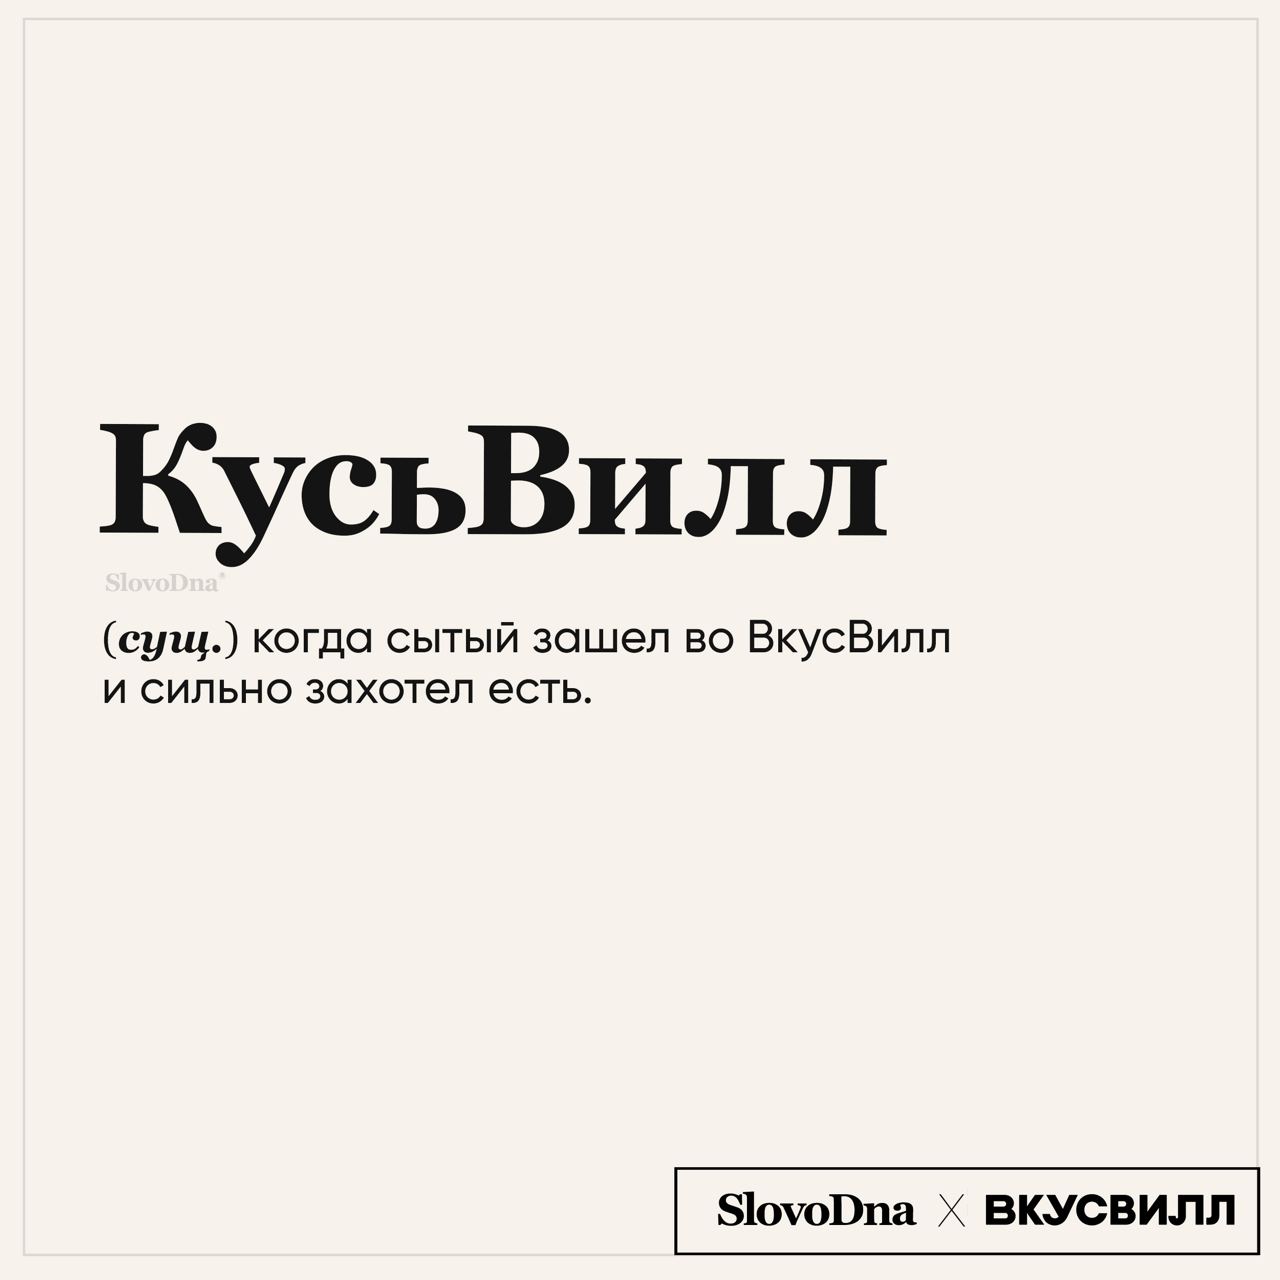 КусьВилл
SlovoDna®
(сущ.) когда сытый зашел во ВкусВилл
и сильно захотел есть.
SlovoDna X ВКУСВИЛЛ